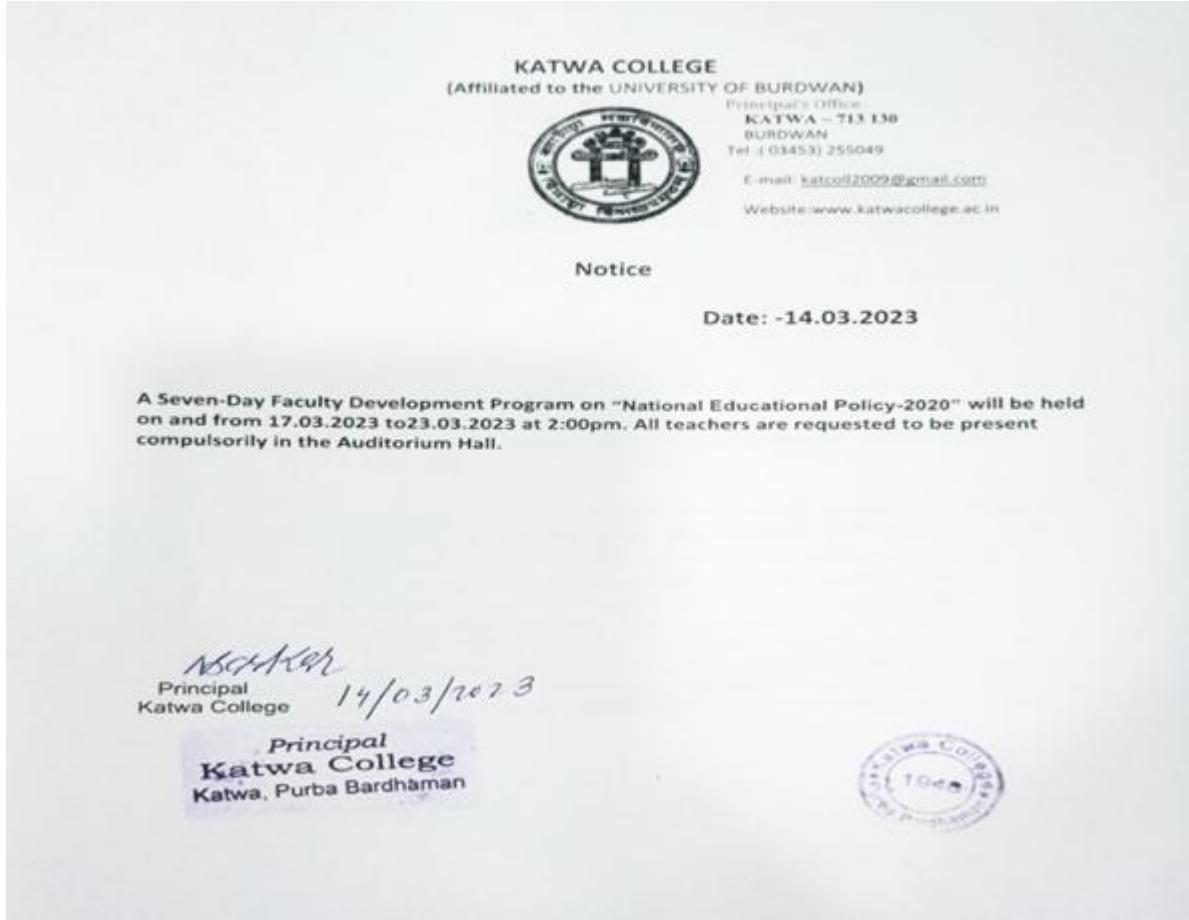 KATWA COLLEGE
(Affiliated to the UNIVERSITY OF BURDWAN)
Principal's Office
KATWA – 713 130
BURDWAN
Tel :( 03453) 255049
E-mail: katcoll2009@gmail.com
Website:www.katwacollege.ac.in
Notice
Date: -14.03.2023
A Seven-Day Faculty Development Program on "National Educational Policy-2020" will be held
on and from 17.03.2023 to23.03.2023 at 2:00pm. All teachers are requested to be present
compulsorily in the Auditorium Hall.
Principal
Katwa College
14/03/2023
Principal
Katwa College
Katwa, Purba Bardhaman
Katwa College
1948